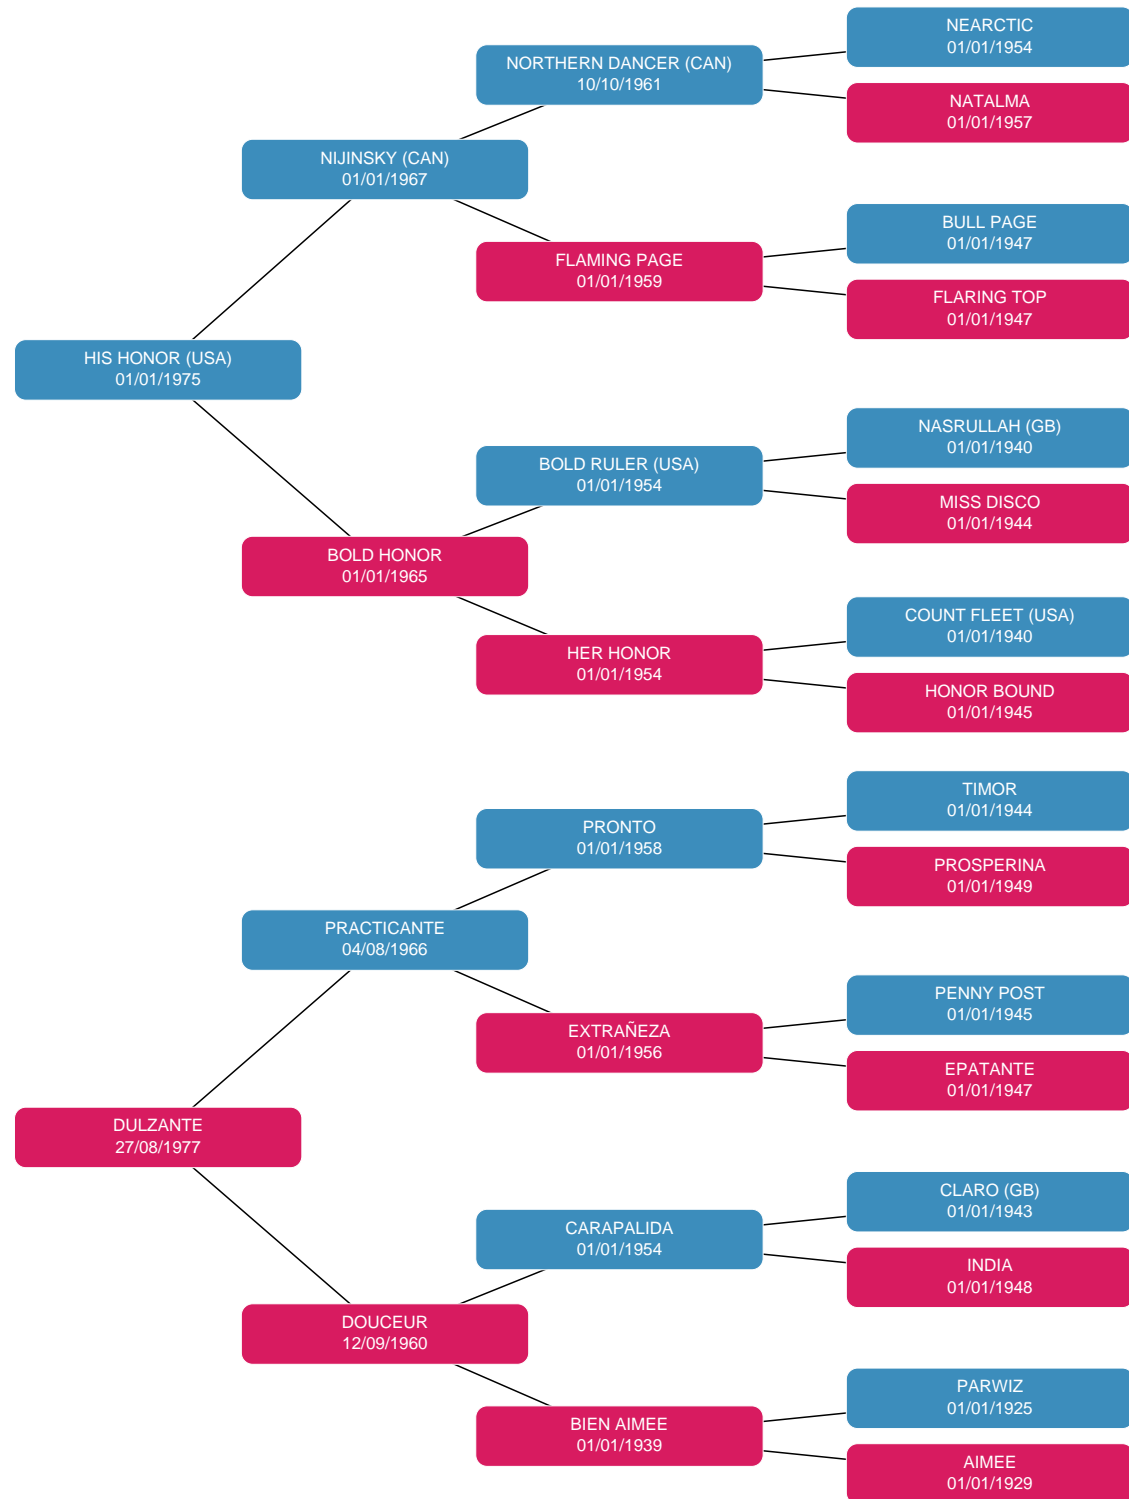 NEARCTIC
01/01/1954
NORTHERN DANCER (CAN)
10/10/1961
NATALMA
01/01/1957
NIJINSKY (CAN)
01/01/1967
BULL PAGE
01/01/1947
FLAMING PAGE
01/01/1959
FLARING TOP
01/01/1947
HIS HONOR (USA)
01/01/1975
NASRULLAH (GB)
01/01/1940
BOLD RULER (USA)
01/01/1954
MISS DISCO
01/01/1944
BOLD HONOR
01/01/1965
COUNT FLEET (USA)
01/01/1940
HER HONOR
01/01/1954
HONOR BOUND
01/01/1945
TIMOR
01/01/1944
PRONTO
01/01/1958
PROSPERINA
01/01/1949
PRACTICANTE
04/08/1966
PENNY POST
01/01/1945
EXTRAÑEZA
01/01/1956
EPATANTE
01/01/1947
DULZANTE
27/08/1977
CLARO (GB)
01/01/1943
CARAPALIDA
01/01/1954
INDIA
01/01/1948
DOUCEUR
12/09/1960
PARWIZ
01/01/1925
BIEN AIMEE
01/01/1939
AIMEE
01/01/1929